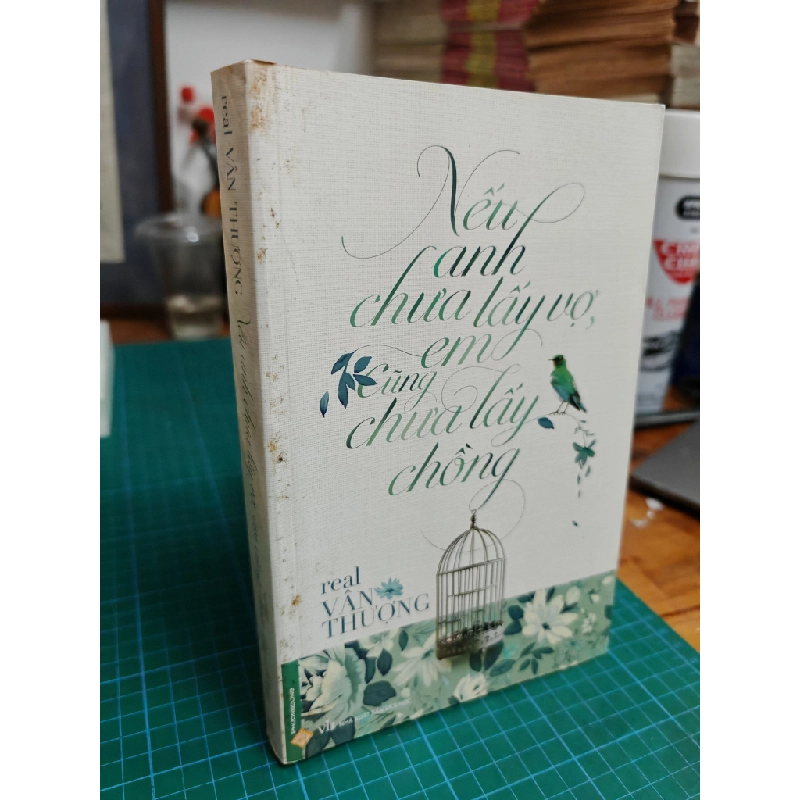 Nếu
anh
chưa lấy vợ,
em
Cũng
chưa lấy
chồng
real
VÂN
THƯỢNG
real VÂN THƯỢNG